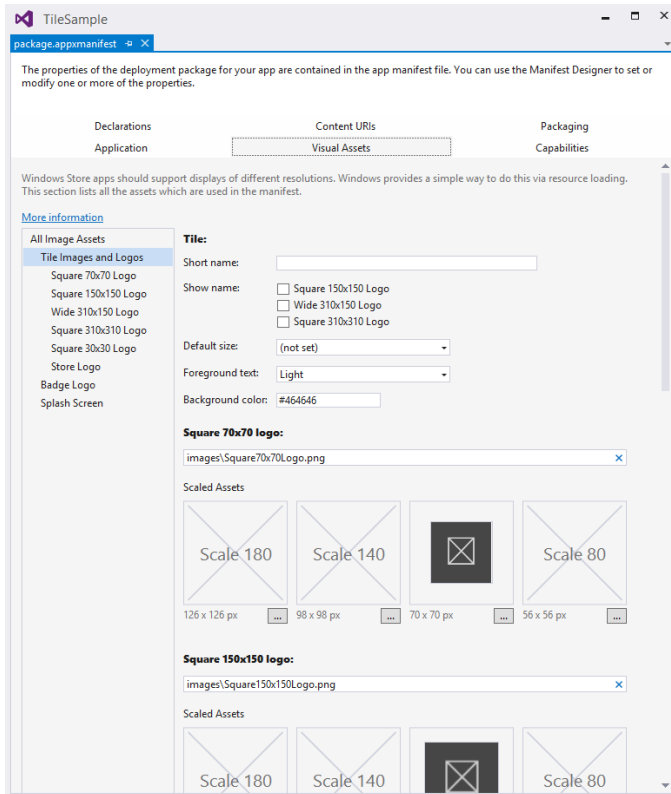 TileSample
package.appxmanifest
The properties of the deployment package for your app are contained in the app manifest file. You can use the Manifest Designer to set or
modify one or more of the properties.
Declarations Content URIs Packaging
Application Visual Assets Capabilities
Windows Store apps should support displays of different resolutions. Windows provides a simple way to do this via resource loading.
This section lists all the assets which are used in the manifest.
More information
All Image Assets
Tile Images and Logos
Square 70x70 Logo
Square 150x150 Logo
Wide 310x150 Logo
Square 310x310 Logo
Square 30x30 Logo
Store Logo
Badge Logo
Splash Screen
Tile:
Short name:
Show name:
Square 150x150 Logo
Wide 310x150 Logo
Square 310x310 Logo
Default size: (not set)
Foreground text: Light
Background color: #464646
Square 70x70 logo:
images\Square70x70Logo.png
Scaled Assets
Scale 180 Scale 140 Scale 80
126 x 126 px ... 98 x 98 px ... 70 x 70 px ... 56 x 56 px ...
Square 150x150 logo:
images\Square150x150Logo.png
Scaled Assets
Scale 180 Scale 140 Scale 80